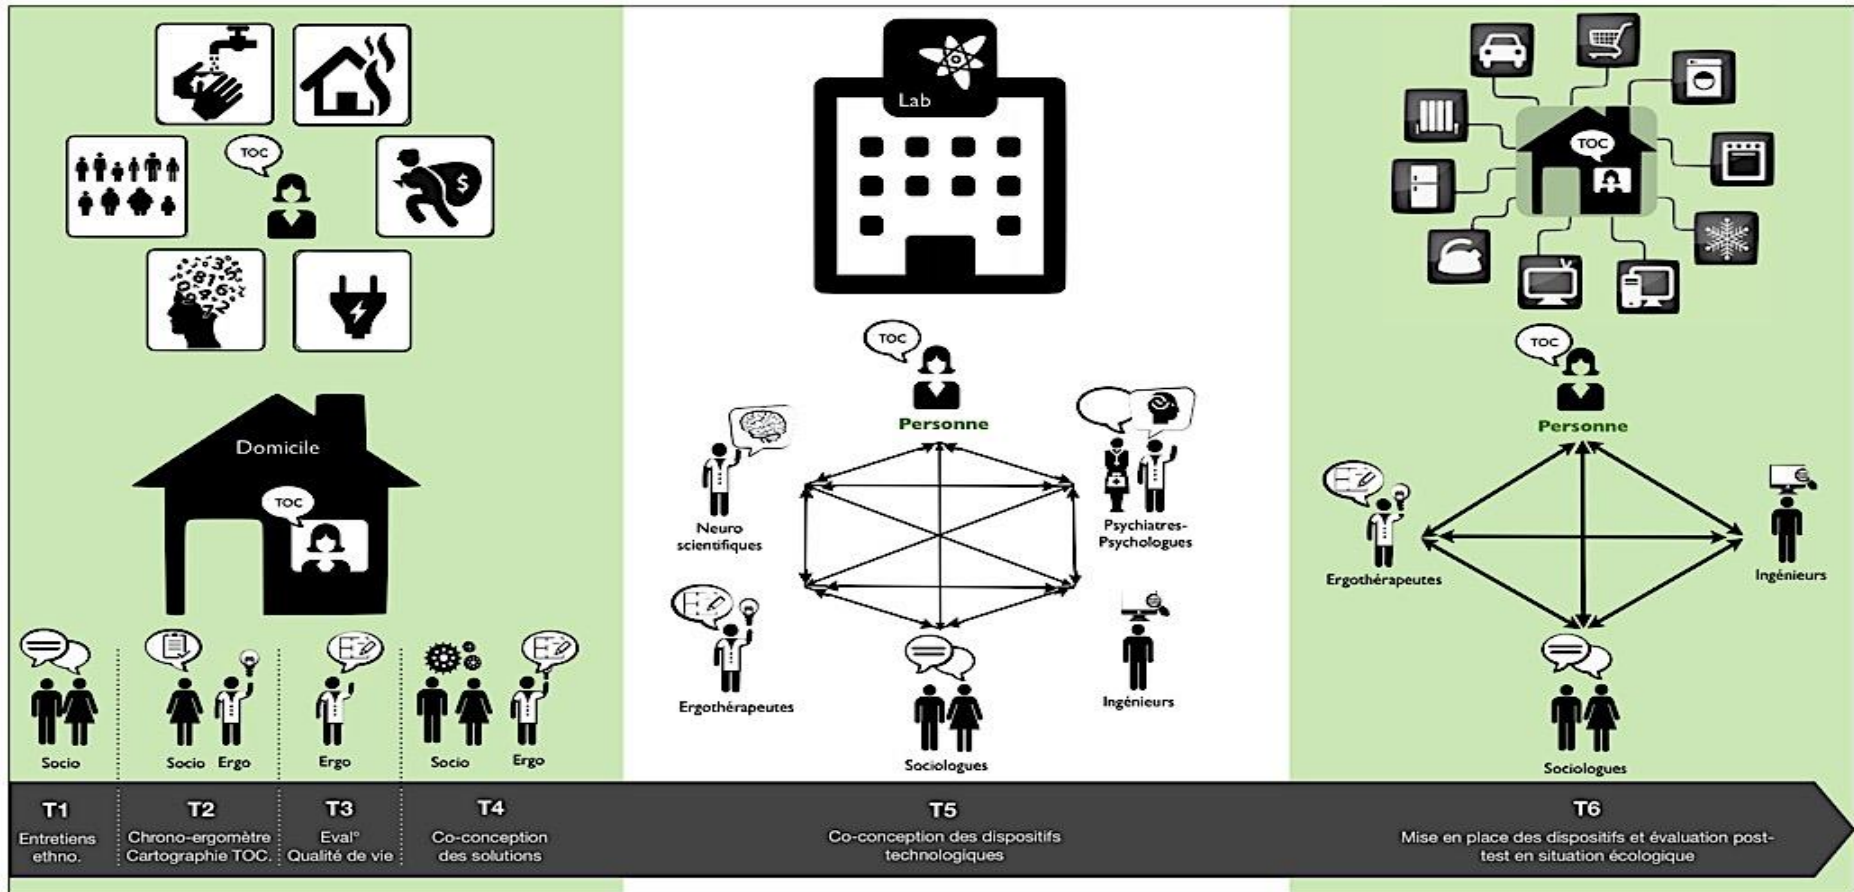 TOC
$
Domicile
TOC
Socio
Socio
Ergo
Ergo
Socio
Ergo
Lab
TOC
Personne
Neuro
scientifiques
Psychiatres-
Psychologues
Ergothérapeutes
Ingénieurs
Sociologues
TOC
TOC
Personne
Ergothérapeutes
Ingénieurs
Sociologues
T1
Entretiens
ethno.
T2
Chrono-ergomètre
Cartographie TOC.
T3
Eval°
Qualité de vie
T4
Co-conception
des solutions
T5
Co-conception des dispositifs
technologiques
T6
Mise en place des dispositifs et évaluation post-
test en situation écologique